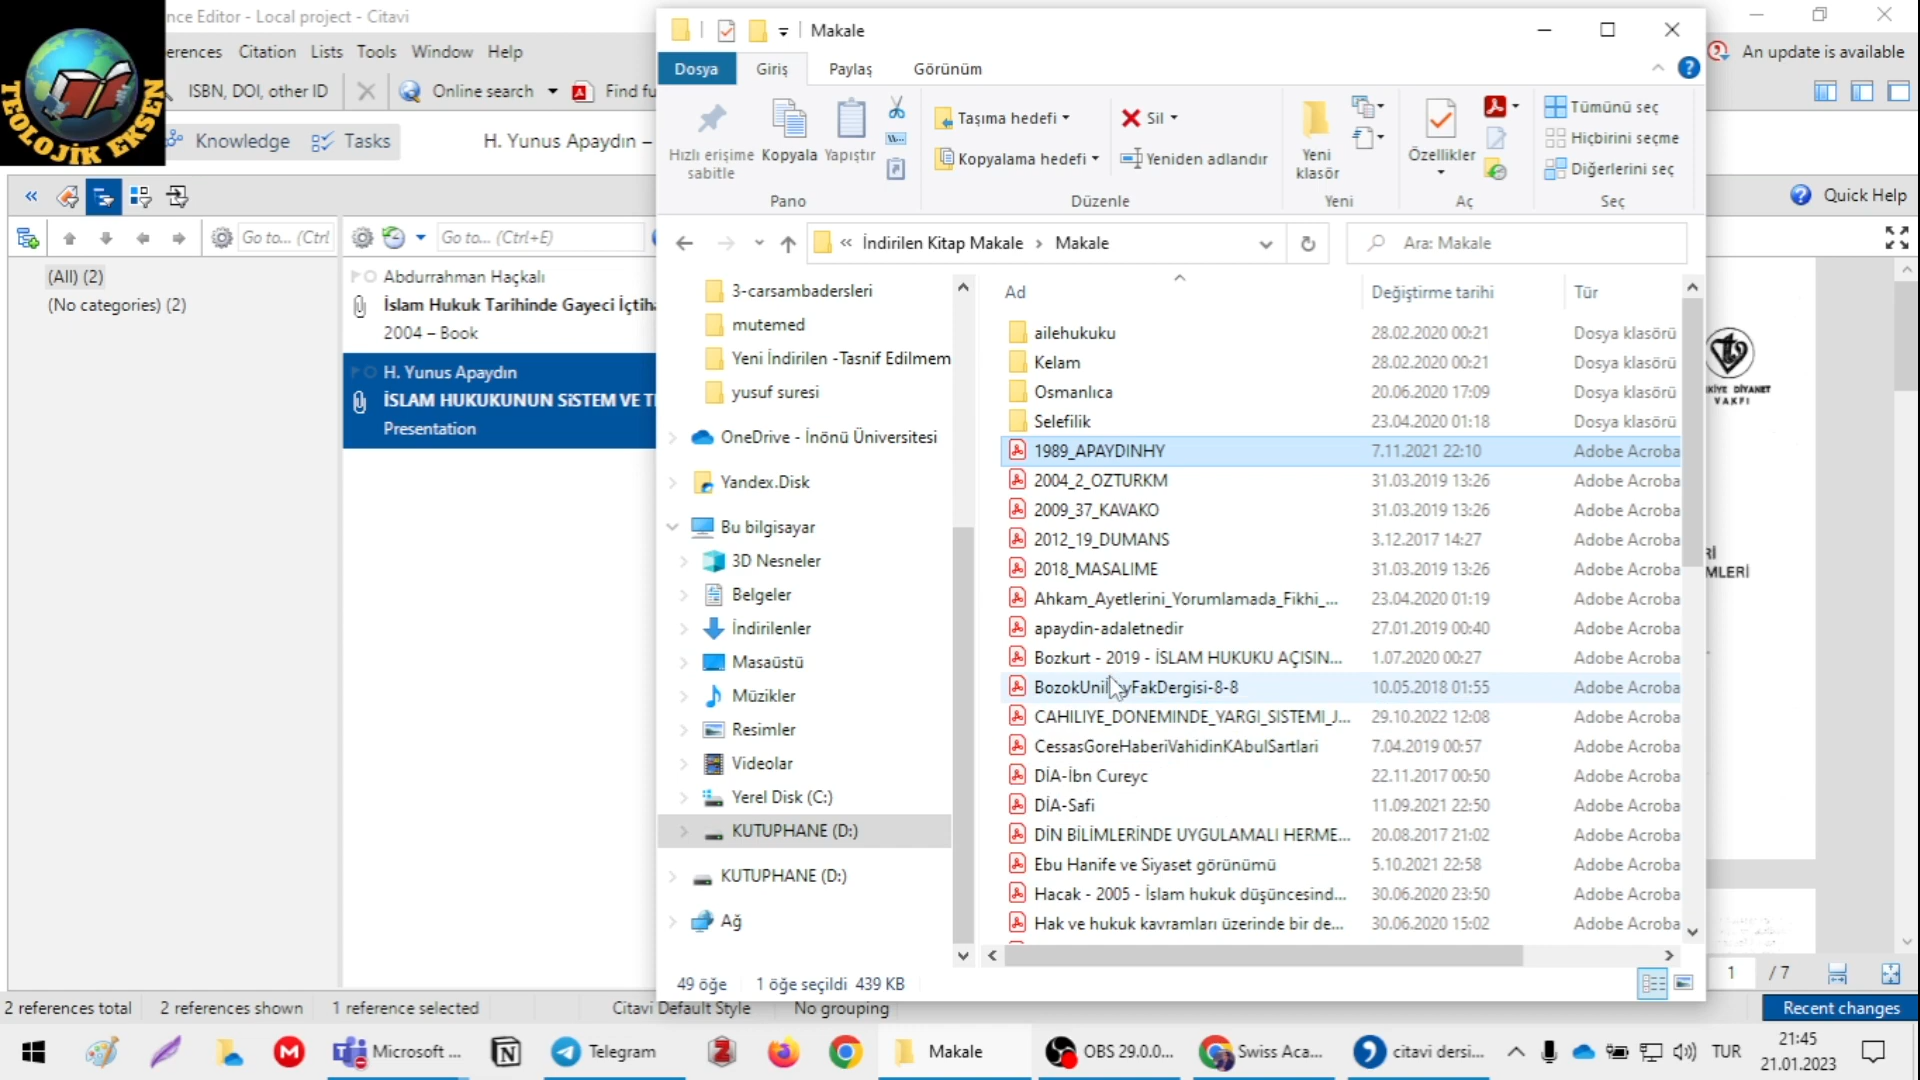 TEOLOJİK EKSEN
nce Editor - Local project - Citavi
erences Citation Lists Tools Window Help
ISBN, DOI, other ID
Online search
Find fu
Knowledge
Tasks
H. Yunus Apaydın –
An update is available
Quick Help
Go to... (Ctrl
Go to... (Ctrl+E)
(All) (2)
(No categories) (2)
Abdurrahman Haçkalı
İslam Hukuk Tarihinde Gayeci İçtiha
2004 – Book
H. Yunus Apaydın
İSLAM HUKUKUNUN SiSTEM VE T
Presentation
Makale
Dosya
Giriş
Paylaş
Görünüm
Hızlı erişime
sabitle
Kopyala
Yapıştır
Pano
Taşıma hedefi
Kopyalama hedefi
Sil
Yeniden adlandır
Düzenle
Yeni
klasör
Yeni
Özellikler
Aç
Tümünü seç
Hiçbirini seçme
Diğerlerini seç
Seç
« İndirilen Kitap Makale › Makale
Ara: Makale
3-carsambadersleri
mutemed
Yeni İndirilen -Tasnif Edilmem
yusuf suresi
OneDrive - İnönü Üniversitesi
Yandex.Disk
Bu bilgisayar
3D Nesneler
Belgeler
İndirilenler
Masaüstü
Müzikler
Resimler
Videolar
Yerel Disk (C:)
KUTUPHANE (D:)
KUTUPHANE (D:)
Ağ
Ad Değiştirme tarihi Tür
ailehukuku 28.02.2020 00:21 Dosya klasörü
Kelam 28.02.2020 00:21 Dosya klasörü
Osmanlıca 20.06.2020 17:09 Dosya klasörü
Selefilik 23.04.2020 01:18 Dosya klasörü
1989_APAYDINHY 7.11.2021 22:10 Adobe Acroba
2004_2_OZTURKM 31.03.2019 13:26 Adobe Acroba
2009_37_KAVAKO 31.03.2019 13:26 Adobe Acroba
2012_19_DUMANS 3.12.2017 14:27 Adobe Acroba
2018_MASALIME 31.03.2019 13:26 Adobe Acroba
Ahkam_Ayetlerini_Yorumlamada_Fikhi_... 23.04.2020 01:19 Adobe Acroba
apaydin-adaletnedir 27.01.2019 00:40 Adobe Acroba
Bozkurt - 2019 - İSLAM HUKUKU AÇISIN... 1.07.2020 00:27 Adobe Acroba
BozokUniİ yFakDergisi-8-8 10.05.2018 01:55 Adobe Acroba
CAHILIYE_DONEMINDE_YARGI_SISTEMI_J... 29.10.2022 12:08 Adobe Acroba
CessasGoreHaberiVahidinKAbulSartlari 7.04.2019 00:57 Adobe Acroba
DİA-İbn Cureyc 22.11.2017 00:50 Adobe Acroba
DİA-Safi 11.09.2021 22:50 Adobe Acroba
DİN BİLİMLERİNDE UYGULAMALI HERME... 20.08.2017 21:02 Adobe Acroba
Ebu Hanife ve Siyaset görünümü 5.10.2021 22:58 Adobe Acroba
Hacak - 2005 - İslam hukuk düşüncesind... 30.06.2020 23:50 Adobe Acroba
Hak ve hukuk kavramları üzerinde bir de... 30.06.2020 15:02 Adobe Acroba
49 öğe 1 öğe seçildi 439 KB
KİYE DİYANET
VAKFI
Rİ
MLERİ
1 / 7
2 references total 2 references shown 1 reference selected Citavi Default Style No grouping Recent changes
Microsoft ...
Telegram
Makale
OBS 29.0.0...
Swiss Aca...
citavi dersi...
TUR
21:45
21.01.2023